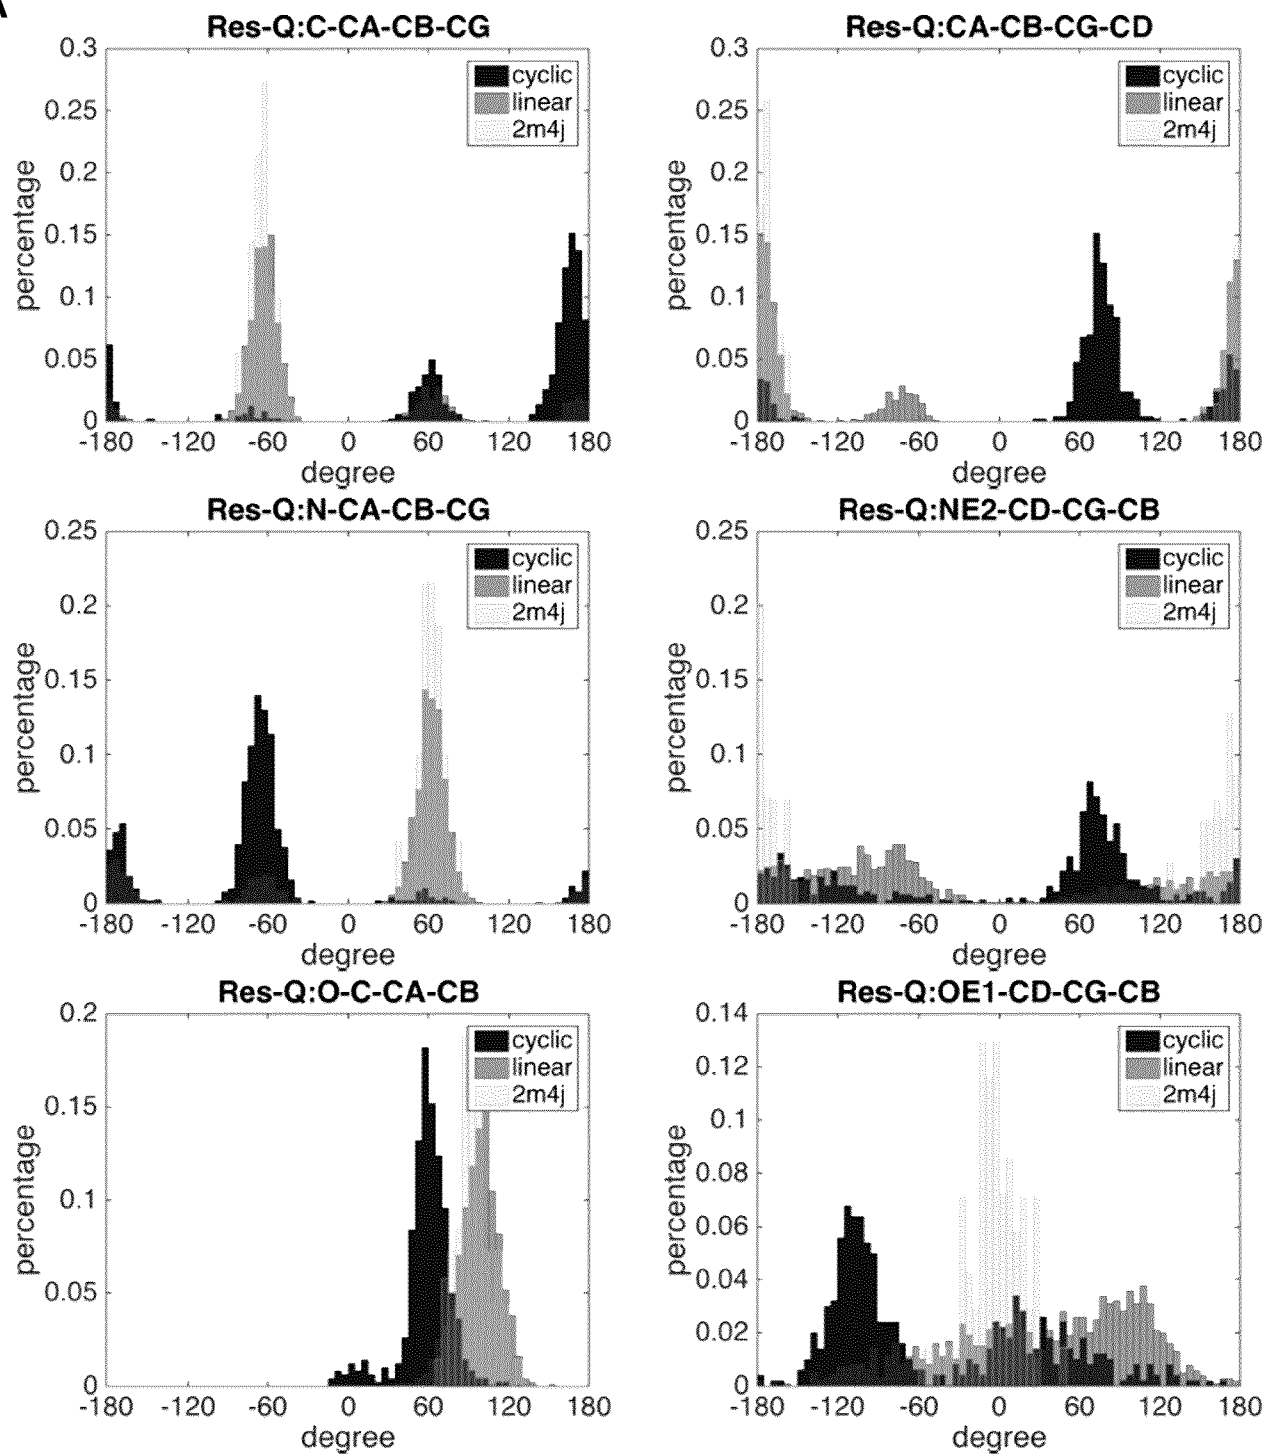 A
Res-Q:C-CA-CB-CG
0.3
0.25
0.2
0.15
0.1
0.05
0
percentage
cyclic
linear
2m4j
-180 -120 -60 0 60 120 180
degree
Res-Q:CA-CB-CG-CD
0.3
0.25
0.2
0.15
0.1
0.05
0
percentage
cyclic
linear
2m4j
-180 -120 -60 0 60 120 180
degree
Res-Q:N-CA-CB-CG
0.25
0.2
0.15
0.1
0.05
0
percentage
cyclic
linear
2m4j
-180 -120 -60 0 60 120 180
degree
Res-Q:NE2-CD-CG-CB
0.25
0.2
0.15
0.1
0.05
0
percentage
cyclic
linear
2m4j
-180 -120 -60 0 60 120 180
degree
Res-Q:O-C-CA-CB
0.2
0.15
0.1
0.05
0
percentage
cyclic
linear
2m4j
-180 -120 -60 0 60 120 180
degree
Res-Q:OE1-CD-CG-CB
0.14
0.12
0.1
0.08
0.06
0.04
0.02
0
percentage
cyclic
linear
2m4j
-180 -120 -60 0 60 120 180
degree